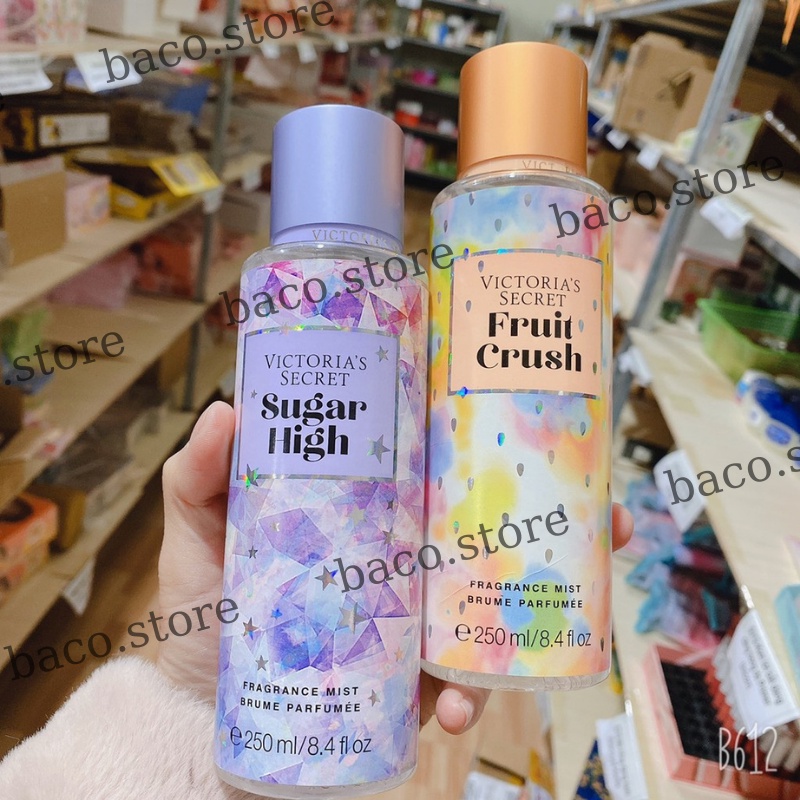 baco.store
baco.store
baco.store
.store
baco.s
baco.store
baco.store
VICTORIA'S
SECRET
Sugar
High
FRAGRANCE MIST
BRUME PARFUMÉE
℮ 250 ml/8.4 fl oz
VICTORIA'S
SECRET
Fruit
Crush
FRAGRANCE MIST
BRUME PARFUMÉE
℮ 250 ml/8.4 fl oz
B612